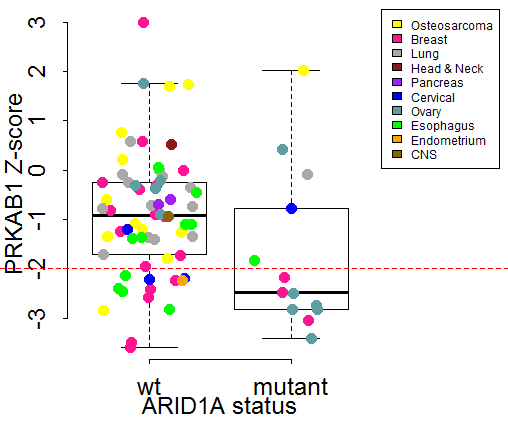 3
2
1
0
-1
-2
-3
PRKAB1 Z-score
wt
mutant
ARID1A status
Osteosarcoma
Breast
Lung
Head & Neck
Pancreas
Cervical
Ovary
Esophagus
Endometrium
CNS